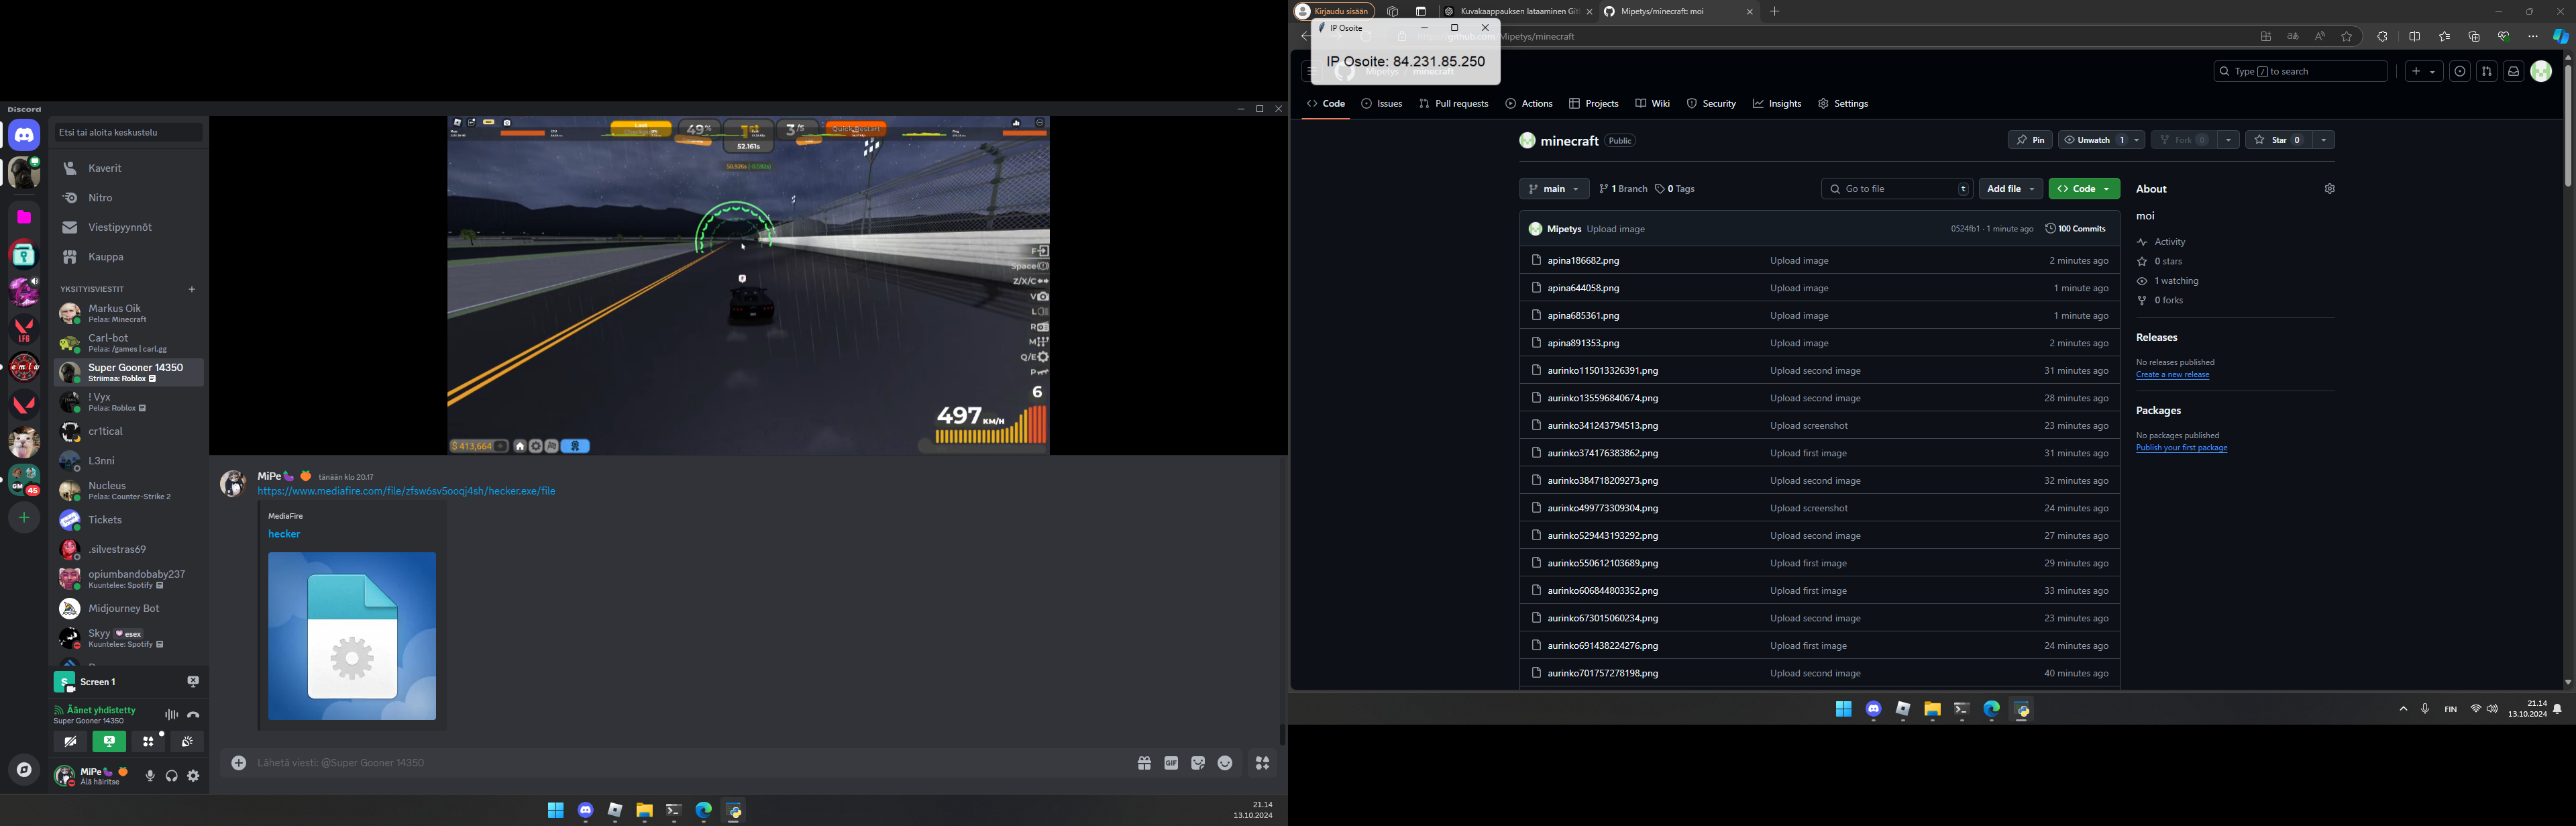 Discord
Etsi tai aloita keskustelu
Kaverit
Nitro
Viestipyynnöt
Kauppa
YKSITYISVIESTIT
Markus Oik
Pelaa: Minecraft
Carl-bot
Pelaa: /games | carl.gg
Super Gooner 14350
Striimaa: Roblox
! Vyx
Pelaa: Roblox
cr1tical
L3nni
Nucleus
Pelaa: Counter-Strike 2
Tickets
.silvestras69
opiumbandobaby237
Kuuntelee: Spotify
Midjourney Bot
Skyy esex
Kuuntelee: Spotify
LFG
GM
45
Screen 1
Äänet yhdistetty
Super Gooner 14350
MiPe
Älä häiritse
49%
3/5
Quick Restart
52.161s
F
Space
Z/X/C
V
L
R
M
Q/E
P
6
497 KM/H
$ 413,664
MiPe tänään klo 20.17
https://www.mediafire.com/file/zfsw6sv5ooqj4sh/hecker.exe/file
MediaFire
hecker
Lähetä viesti: @Super Gooner 14350
GIF
21.14
13.10.2024
Kirjaudu sisään
Kuvakaappauksen lataaminen Git
Mipetys/minecraft: moi
IP Osoite
IP Osoite: 84.231.85.250
github.com
Mipetys/minecraft
Mipetys / minecraft
Type / to search
Code
Issues
Pull requests
Actions
Projects
Wiki
Security
Insights
Settings
minecraft Public
Pin
Unwatch 1
Fork 0
Star 0
main
1 Branch
0 Tags
Go to file
t
Add file
Code
Mipetys Upload image 0524fb1 · 1 minute ago 100 Commits
apina186682.png Upload image 2 minutes ago
apina644058.png Upload image 1 minute ago
apina685361.png Upload image 1 minute ago
apina891353.png Upload image 2 minutes ago
aurinko115013326391.png Upload second image 31 minutes ago
aurinko135596840674.png Upload second image 28 minutes ago
aurinko341243794513.png Upload screenshot 23 minutes ago
aurinko374176383862.png Upload first image 31 minutes ago
aurinko384718209273.png Upload second image 32 minutes ago
aurinko499773309304.png Upload screenshot 24 minutes ago
aurinko529443193292.png Upload second image 27 minutes ago
aurinko550612103689.png Upload first image 29 minutes ago
aurinko606844803352.png Upload first image 33 minutes ago
aurinko673015060234.png Upload second image 23 minutes ago
aurinko691438224276.png Upload first image 24 minutes ago
aurinko701757278198.png Upload second image 40 minutes ago
About
moi
Activity
0 stars
1 watching
0 forks
Releases
No releases published
Create a new release
Packages
No packages published
Publish your first package
FIN
21.14
13.10.2024